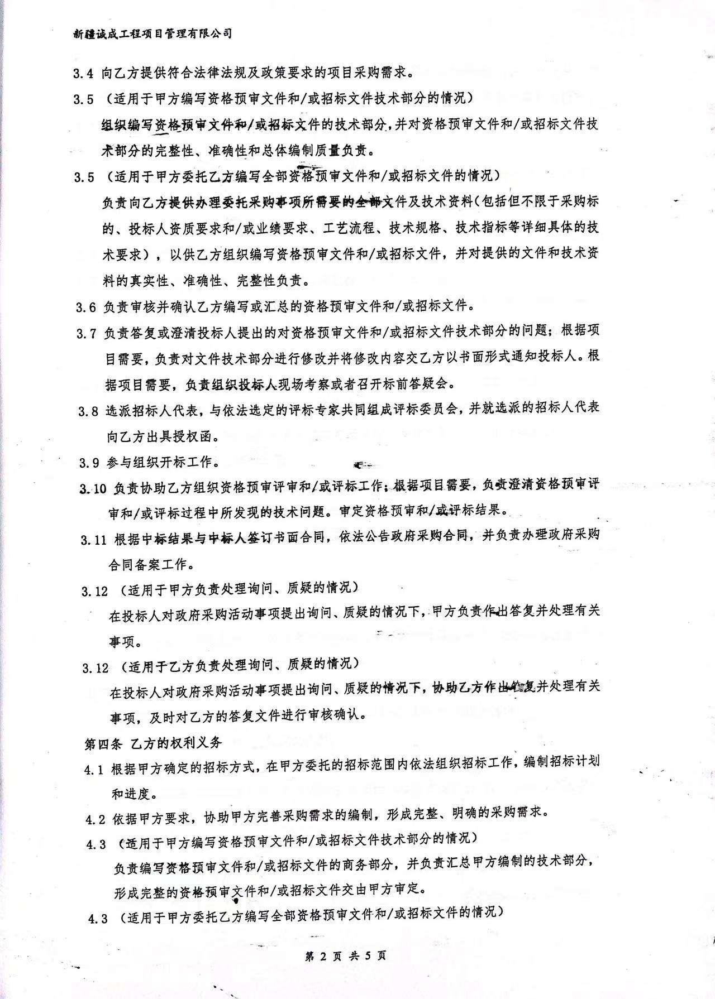 新疆诚成工程项目管理有限公司
3.4 向乙方提供符合法律法规及政策要求的项目采购需求。
3.5 （适用于甲方编写资格预审文件和/或招标文件技术部分的情况）
组织编写资格预审文件和/或招标文件的技术部分，并对资格预审文件和/或招标文件技
术部分的完整性、准确性和总体编制质量负责。
3.5 （适用于甲方委托乙方编写全部资格预审文件和/或招标文件的情况）
负责向乙方提供办理委托采购事项所需要的全部文件及技术资料（包括但不限于采购标
的、投标人资质要求和/或业绩要求、工艺流程、技术规格、技术指标等详细具体的技
术要求），以供乙方组织编写资格预审文件和/或招标文件，并对提供的文件和技术资
料的真实性、准确性、完整性负责。
3.6 负责审核并确认乙方编写或汇总的资格预审文件和/或招标文件。
3.7 负责答复或澄清投标人提出的对资格预审文件和/或招标文件技术部分的问题；根据项
目需要，负责对文件技术部分进行修改并将修改内容交乙方以书面形式通知投标人。根
据项目需要，负责组织投标人现场考察或者召开标前答疑会。
3.8 选派招标人代表，与依法选定的评标专家共同组成评标委员会，并就选派的招标人代表
向乙方出具授权函。
3.9 参与组织开标工作。
3.10 负责协助乙方组织资格预审评审和/或评标工作；根据项目需要，负责澄清资格预审评
审和/或评标过程中所发现的技术问题。审定资格预审和/或评标结果。
3.11 根据中标结果与中标人签订书面合同，依法公告政府采购合同，并负责办理政府采购
合同备案工作。
3.12 （适用于甲方负责处理询问、质疑的情况）
在投标人对政府采购活动事项提出询问、质疑的情况下，甲方负责作出答复并处理有关
事项。
3.12 （适用于乙方负责处理询问、质疑的情况）
在投标人对政府采购活动事项提出询问、质疑的情况下，协助乙方作出答复并处理有关
事项，及时对乙方的答复文件进行审核确认。
第四条 乙方的权利义务
4.1 根据甲方确定的招标方式，在甲方委托的招标范围内依法组织招标工作，编制招标计划
和进度。
4.2 依据甲方要求，协助甲方完善采购需求的编制，形成完整、明确的采购需求。
4.3 （适用于甲方编写资格预审文件和/或招标文件技术部分的情况）
负责编写资格预审文件和/或招标文件的商务部分，并负责汇总甲方编制的技术部分，
形成完整的资格预审文件和/或招标文件交由甲方审定。
4.3 （适用于甲方委托乙方编写全部资格预审文件和/或招标文件的情况）
第 2 页 共 5 页